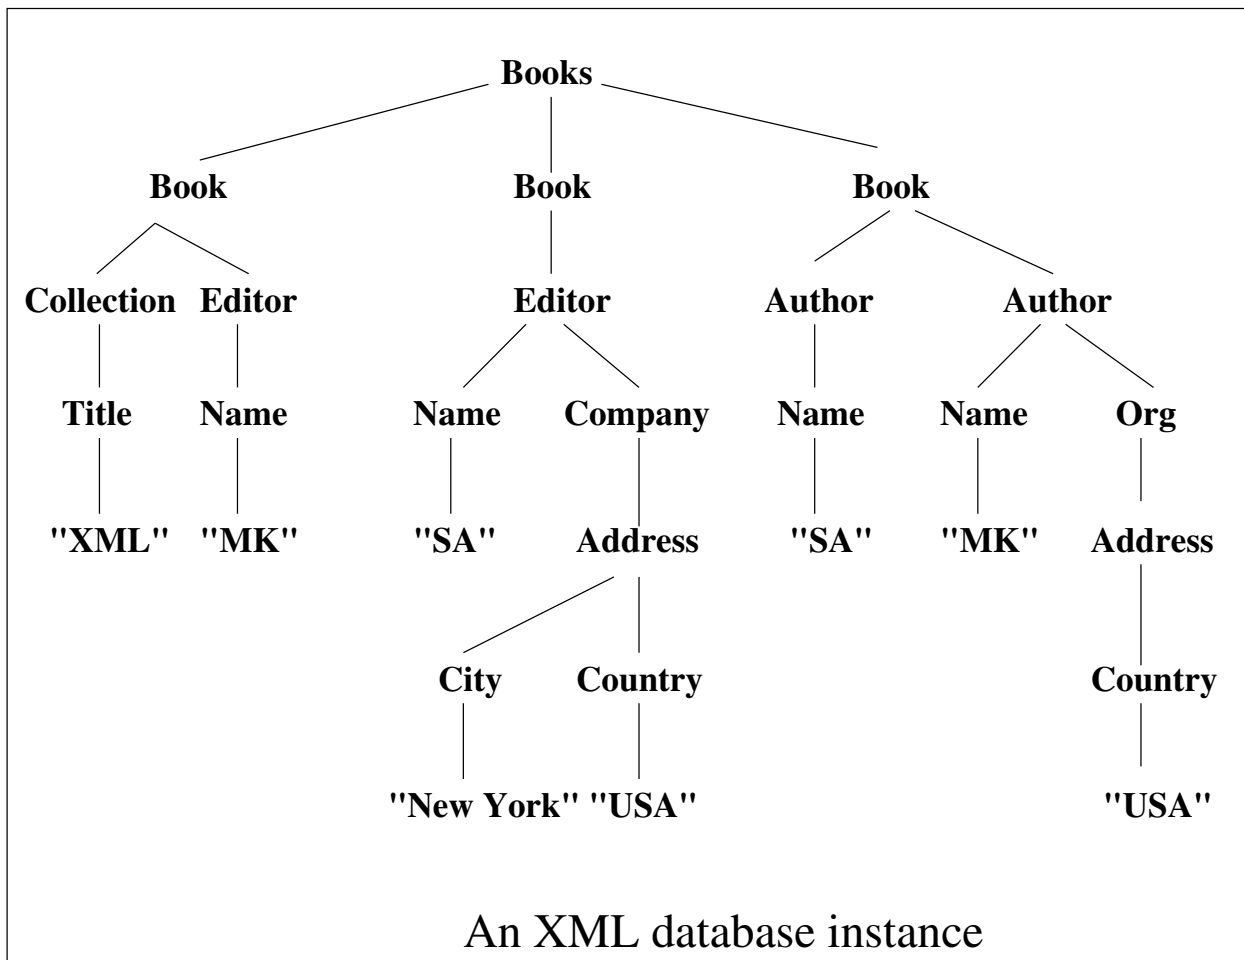 Books
Book Book Book
Collection Editor Editor Author Author
Title Name Name Company Name Name Org
"XML" "MK" "SA" Address "SA" "MK" Address
City Country Country
"New York" "USA" "USA"
An XML database instance